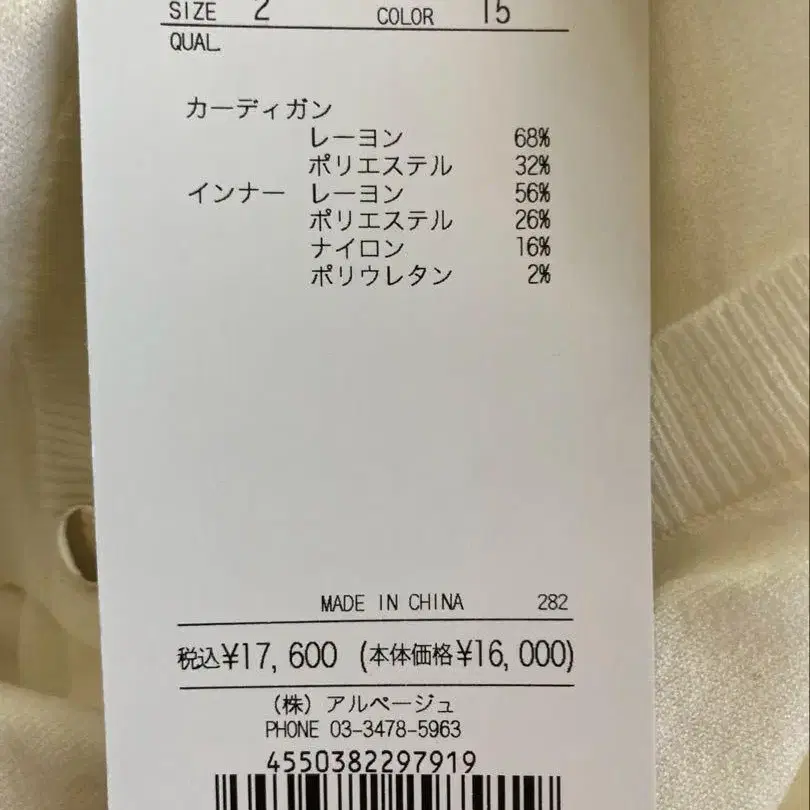 SIZE 2 COLOR 15
QUAL
カーディガン
レーヨン 68%
ポリエステル 32%
インナー レーヨン 56%
ポリエステル 26%
ナイロン 16%
ポリウレタン 2%
MADE IN CHINA 282
税込¥17,600 (本体価格¥16,000)
(株) アルページュ
PHONE 03-3478-5963
4550382297919